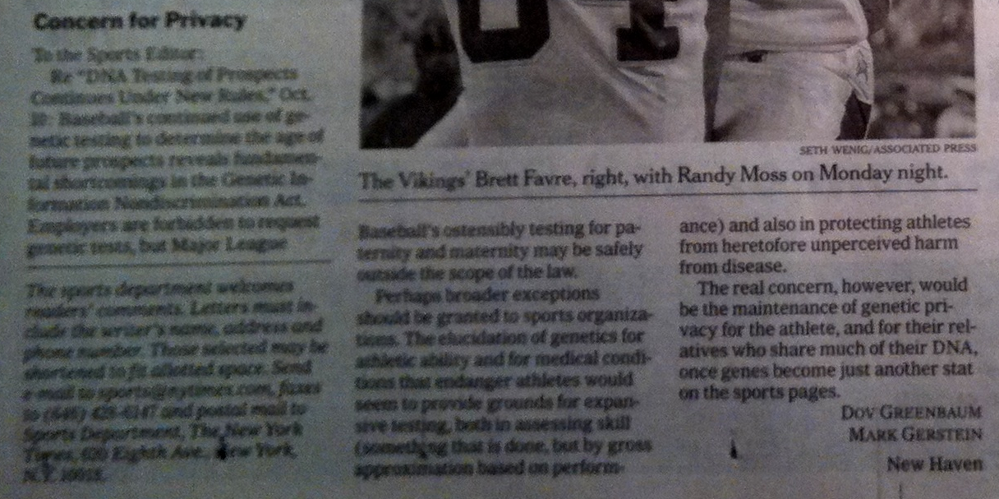 Concern for Privacy
To the Sports Editor:
Re "DNA Testing of Prospects
Continues Under New Rules," Oct.
10: Baseball's continued use of ge-
netic testing to determine the age of
future prospects reveals fundamen-
tal shortcomings in the Genetic In-
formation Nondiscrimination Act.
Employers are forbidden to request
genetic tests, but Major League
The sports department welcomes
readers' comments. Letters must in-
clude the writer's name, address and
phone number. Those selected may be
shortened to fit allotted space. Send
e-mail to sports@nytimes.com, faxes
to (646) 428-6147 and postal mail to
Sports Department, The New York
Times, 620 Eighth Ave., New York,
N.Y. 10018.
84
SETH WENIG/ASSOCIATED PRESS
The Vikings' Brett Favre, right, with Randy Moss on Monday night.
Baseball's ostensibly testing for pa-
ternity and maternity may be safely
outside the scope of the law.
Perhaps broader exceptions
should be granted to sports organiza-
tions. The elucidation of genetics for
athletic ability and for medical condi-
tions that endanger athletes would
seem to provide grounds for expan-
sive testing, both in assessing skill
(something that is done, but by gross
approximation based on perform-
ance) and also in protecting athletes
from heretofore unperceived harm
from disease.
The real concern, however, would
be the maintenance of genetic pri-
vacy for the athlete, and for their rel-
atives who share much of their DNA,
once genes become just another stat
on the sports pages.
DOV GREENBAUM
MARK GERSTEIN
New Haven